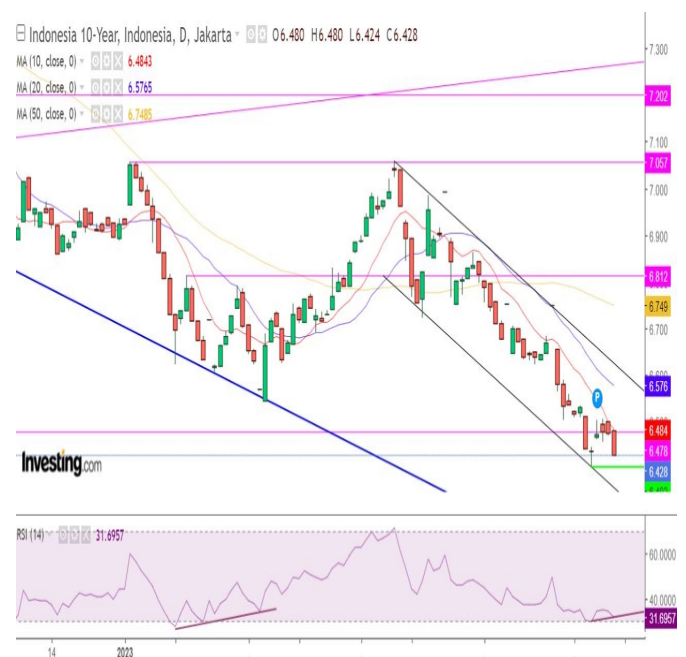 Indonesia 10-Year, Indonesia, D, Jakarta O6.480 H6.480 L6.424 C6.428
MA (10, close, 0) 6.4843
MA (20, close, 0) 6.5765
MA (50, close, 0) 6.7485
7.300
7.202
7.100
7.057
7.000
6.900
6.812
6.749
6.700
6.576
6.484
6.478
6.428
P
Investing.com
RSI (14) 31.6957
60.0000
40.0000
31.6957
14 2023